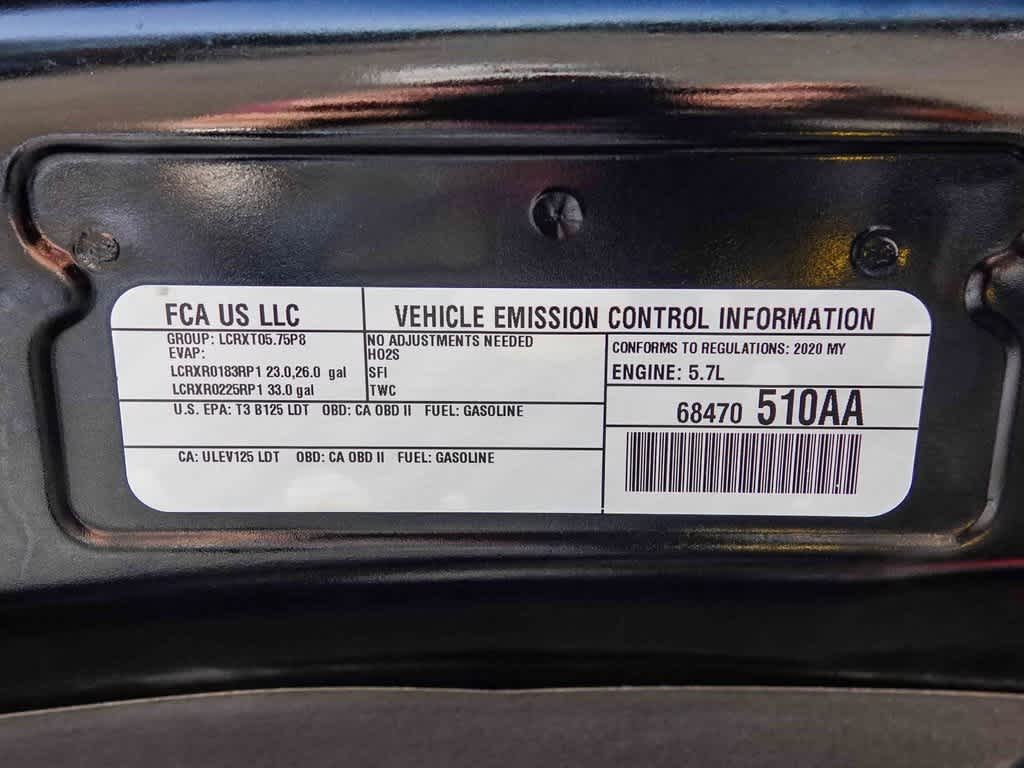 FCA US LLC
VEHICLE EMISSION CONTROL INFORMATION
GROUP: LCRXT05.75P8
EVAP:
LCRXR0183RP1 23.0,26.0 gal
LCRXR0225RP1 33.0 gal
NO ADJUSTMENTS NEEDED
HO2S
SFI
TWC
CONFORMS TO REGULATIONS: 2020 MY
ENGINE: 5.7L
U.S. EPA: T3 B125 LDT OBD: CA OBD II FUEL: GASOLINE
68470 510AA
CA: ULEV125 LDT OBD: CA OBD II FUEL: GASOLINE